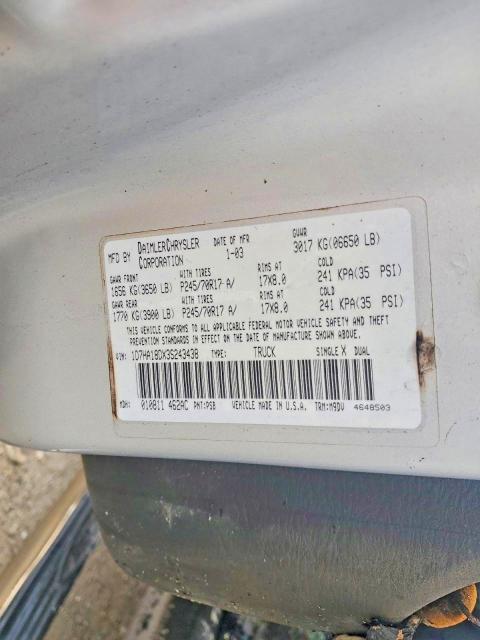 MFD BY DAIMLERCHRYSLER CORPORATION DATE OF MFR 1-03 GVWR 3017 KG(06650 LB)
GAWR FRONT WITH TIRES RIMS AT COLD
1656 KG(3650 LB) P245/70R17 A/ 17X8.0 241 KPA(35 PSI)
GAWR REAR WITH TIRES RIMS AT COLD
1770 KG(3900 LB) P245/70R17 A/ 17X8.0 241 KPA(35 PSI)
THIS VEHICLE CONFORMS TO ALL APPLICABLE FEDERAL MOTOR VEHICLE SAFETY AND THEFT
PREVENTION STANDARDS IN EFFECT ON THE DATE OF MANUFACTURE SHOWN ABOVE.
VIN: 1D7HA18DX3S243438 TYPE: TRUCK SINGLE X DUAL
MDH: 010811 462AC PNT:PSB VEHICLE MADE IN U.S.A. TRM:M9DV 4648503